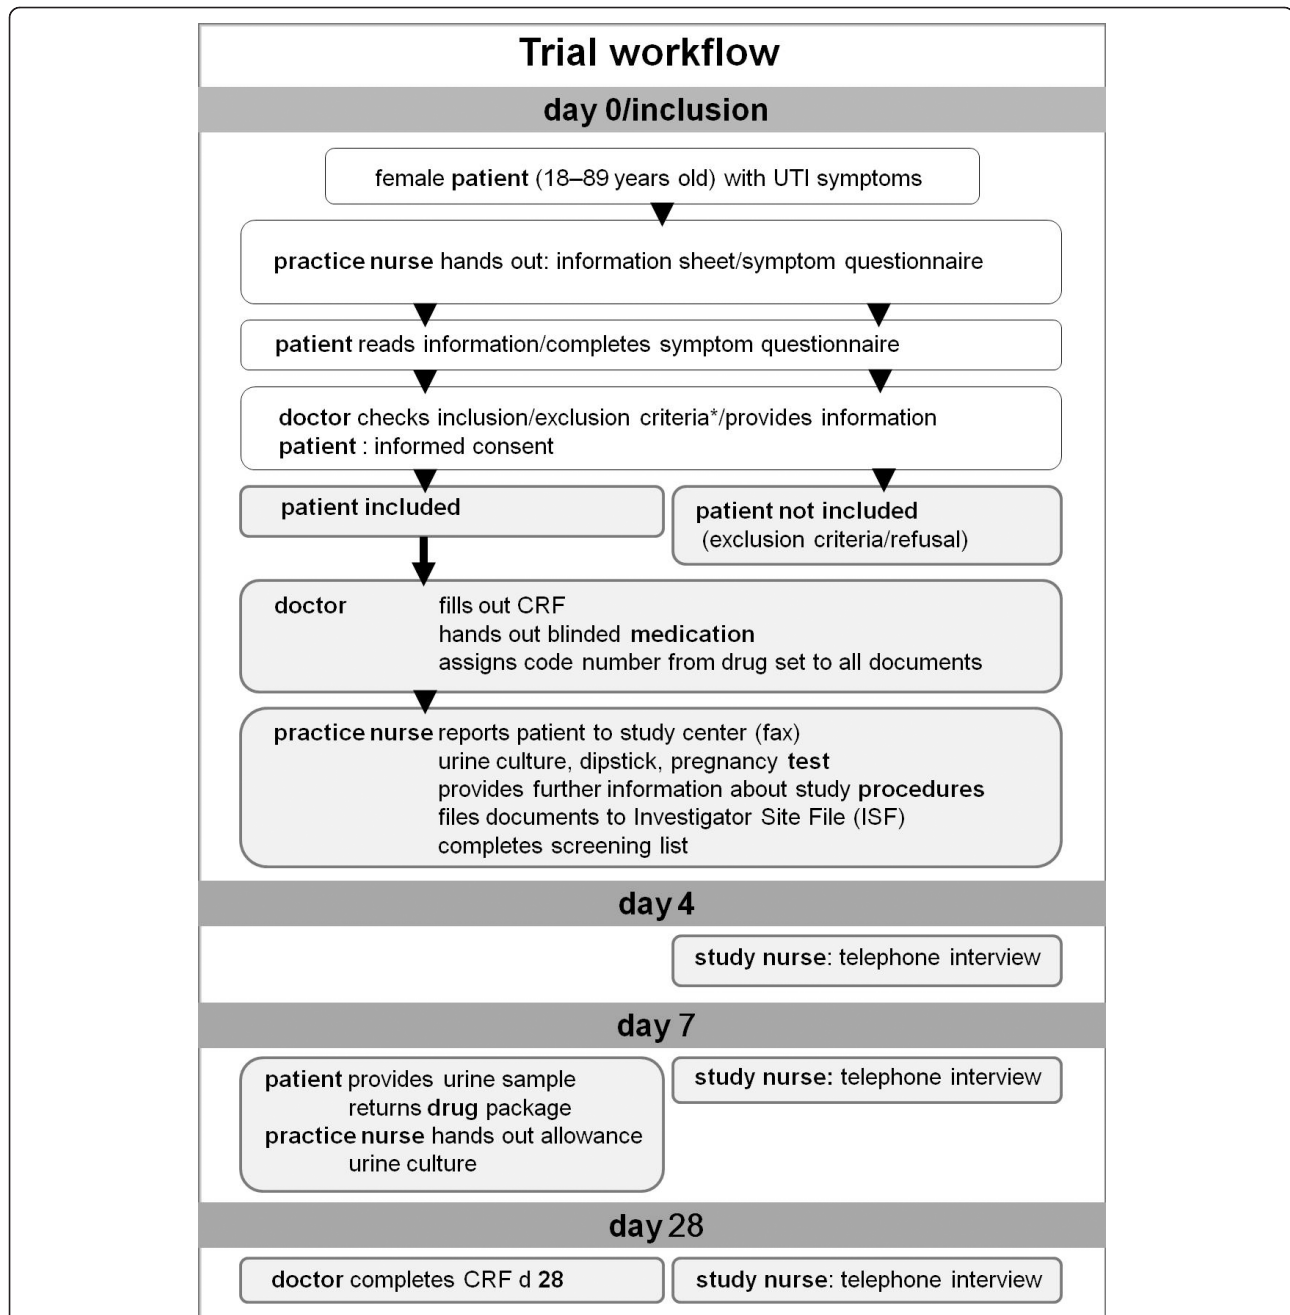 Trial workflow
day 0/inclusion
female patient (18–89 years old) with UTI symptoms
practice nurse hands out: information sheet/symptom questionnaire
patient reads information/completes symptom questionnaire
doctor checks inclusion/exclusion criteria*/provides information
patient : informed consent
patient included
patient not included
(exclusion criteria/refusal)
doctor fills out CRF
hands out blinded medication
assigns code number from drug set to all documents
practice nurse reports patient to study center (fax)
urine culture, dipstick, pregnancy test
provides further information about study procedures
files documents to Investigator Site File (ISF)
completes screening list
day 4
study nurse: telephone interview
day 7
patient provides urine sample
returns drug package
practice nurse hands out allowance
urine culture
study nurse: telephone interview
day 28
doctor completes CRF d 28
study nurse: telephone interview